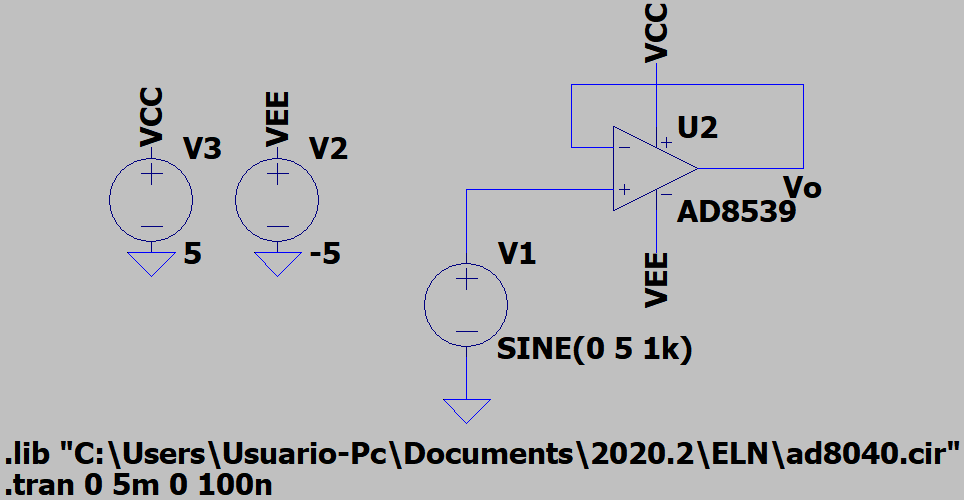 VCC
VEE
VCC
V3
V2
U2
+
+
+
−
−
−
−
+
Vo
AD8539
5
-5
VEE
V1
+
−
SINE(0 5 1k)
.lib "C:\Users\Usuario-Pc\Documents\2020.2\ELN\ad8040.cir"
.tran 0 5m 0 100n